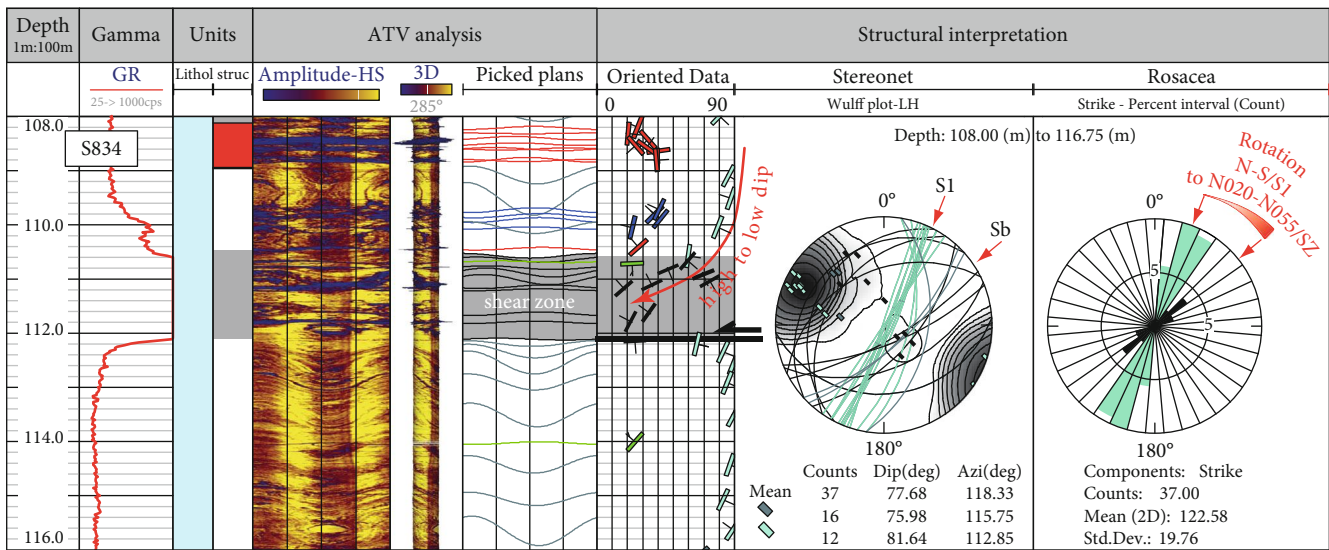 Depth
1m:100m
Gamma
Units
ATV analysis
Structural interpretation
GR
25-> 1000cps
Lithol struc
Amplitude-HS
3D
285°
Picked plans
Oriented Data
0 90
Stereonet
Wulff plot-LH
Rosacea
Strike - Percent interval (Count)
108.0
S834
110.0
112.0
114.0
116.0
shear zone
high to low dip
Depth: 108.00 (m) to 116.75 (m)
0°
S1
Sb
180°
Rotation
N-S/S1
to N020-N055/SZ
0°
5
5
180°
Counts Dip(deg) Azi(deg)
Mean 37 77.68 118.33
16 75.98 115.75
12 81.64 112.85
Components: Strike
Counts: 37.00
Mean (2D): 122.58
Std.Dev.: 19.76